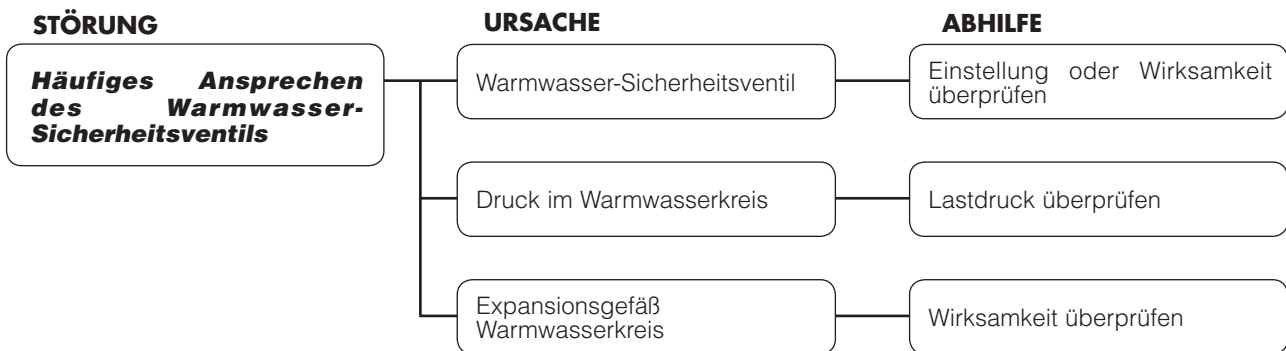 STÖRUNG
URSACHE
ABHILFE
Häufiges Ansprechen
des Warmwasser-
Sicherheitsventils
Warmwasser-Sicherheitsventil
Einstellung oder Wirksamkeit
überprüfen
Druck im Warmwasserkreis
Lastdruck überprüfen
Expansionsgefäß
Warmwasserkreis
Wirksamkeit überprüfen